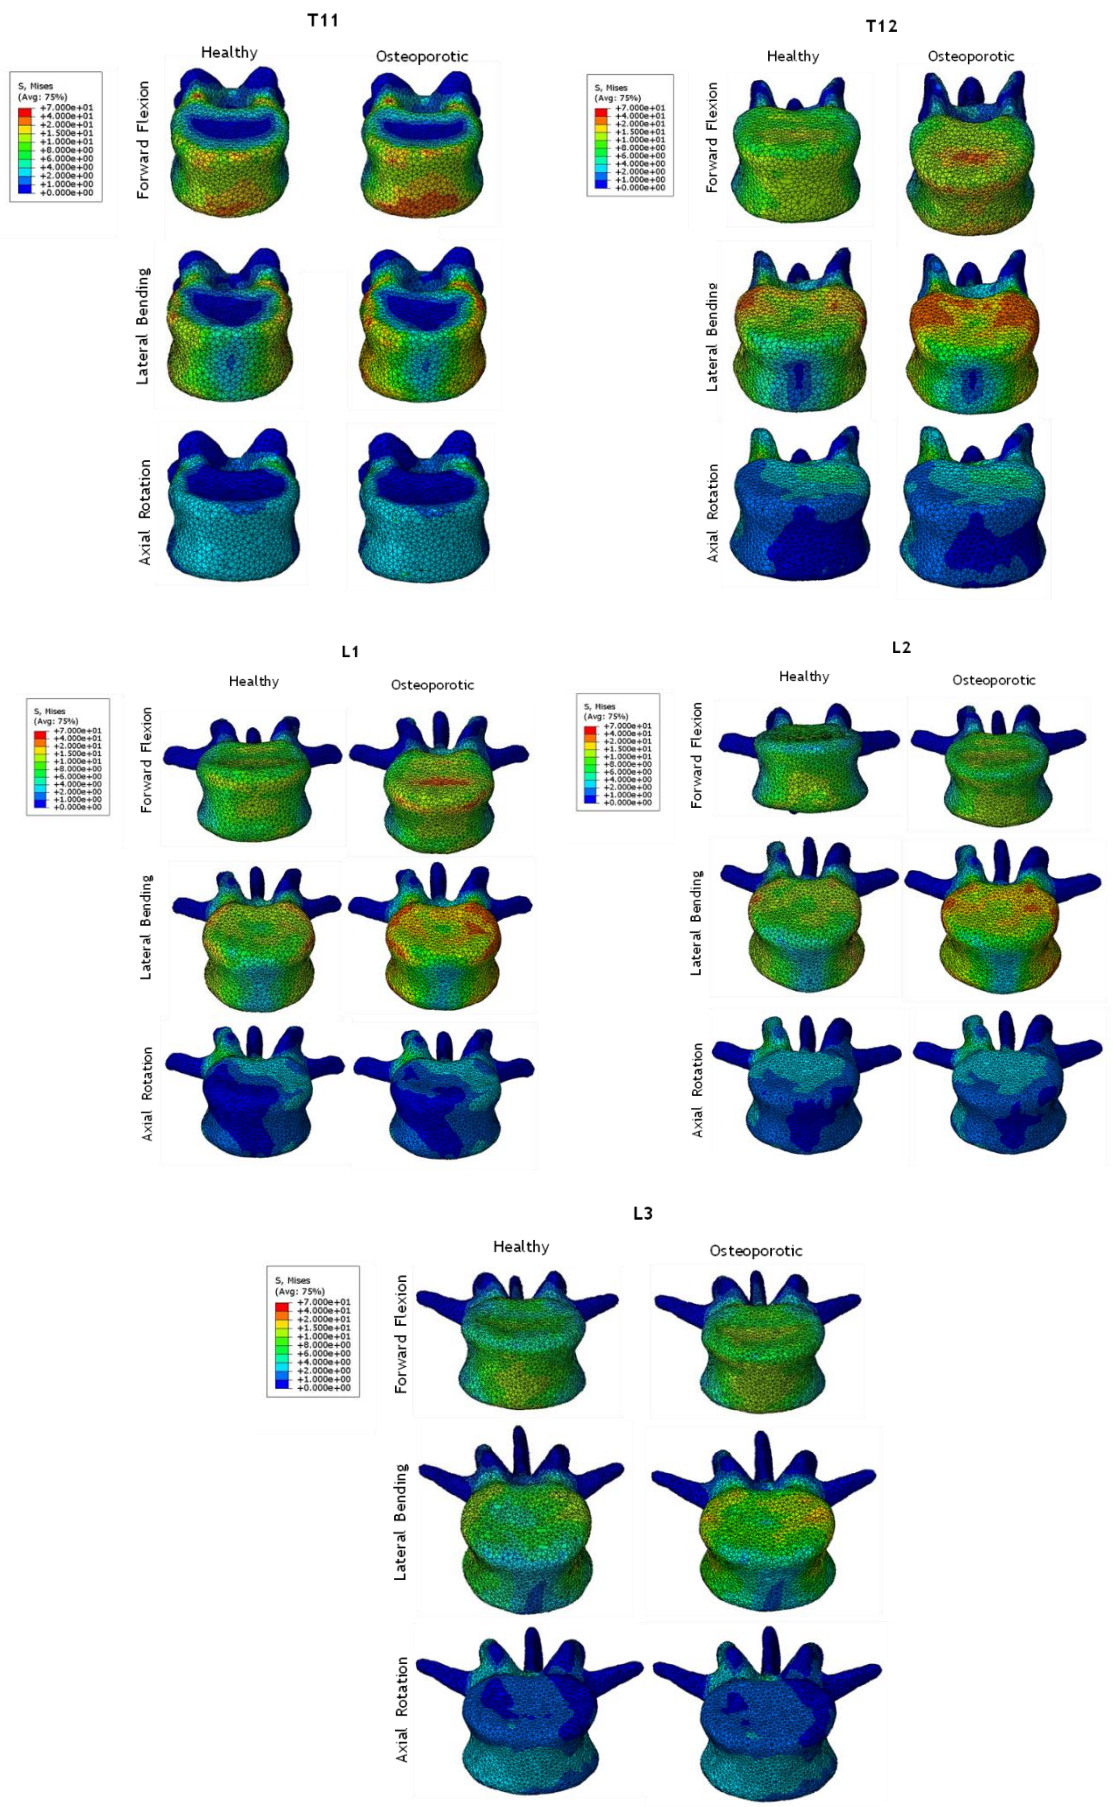 T11
Healthy
Osteoporotic
S, Mises
(Avg: 75%)
+7.000e+01
+4.000e+01
+2.000e+01
+1.500e+01
+1.000e+01
+8.000e+00
+6.000e+00
+4.000e+00
+2.000e+00
+1.000e+00
+0.000e+00
Forward Flexion
Lateral Bending
Axial Rotation
T12
Healthy
Osteoporotic
S, Mises
(Avg: 75%)
+7.000e+01
+4.000e+01
+2.000e+01
+1.500e+01
+1.000e+01
+8.000e+00
+6.000e+00
+4.000e+00
+2.000e+00
+1.000e+00
+0.000e+00
Forward Flexion
Lateral Bending
Axial Rotation
L1
Healthy
Osteoporotic
S, Mises
(Avg: 75%)
+7.000e+01
+4.000e+01
+2.000e+01
+1.500e+01
+1.000e+01
+8.000e+00
+6.000e+00
+4.000e+00
+2.000e+00
+1.000e+00
+0.000e+00
Forward Flexion
Lateral Bending
Axial Rotation
L2
Healthy
Osteoporotic
S, Mises
(Avg: 75%)
+7.000e+01
+4.000e+01
+2.000e+01
+1.500e+01
+1.000e+01
+8.000e+00
+6.000e+00
+4.000e+00
+2.000e+00
+1.000e+00
+0.000e+00
Forward Flexion
Lateral Bending
Axial Rotation
L3
Healthy
Osteoporotic
S, Mises
(Avg: 75%)
+7.000e+01
+4.000e+01
+2.000e+01
+1.500e+01
+1.000e+01
+8.000e+00
+6.000e+00
+4.000e+00
+2.000e+00
+1.000e+00
+0.000e+00
Forward Flexion
Lateral Bending
Axial Rotation